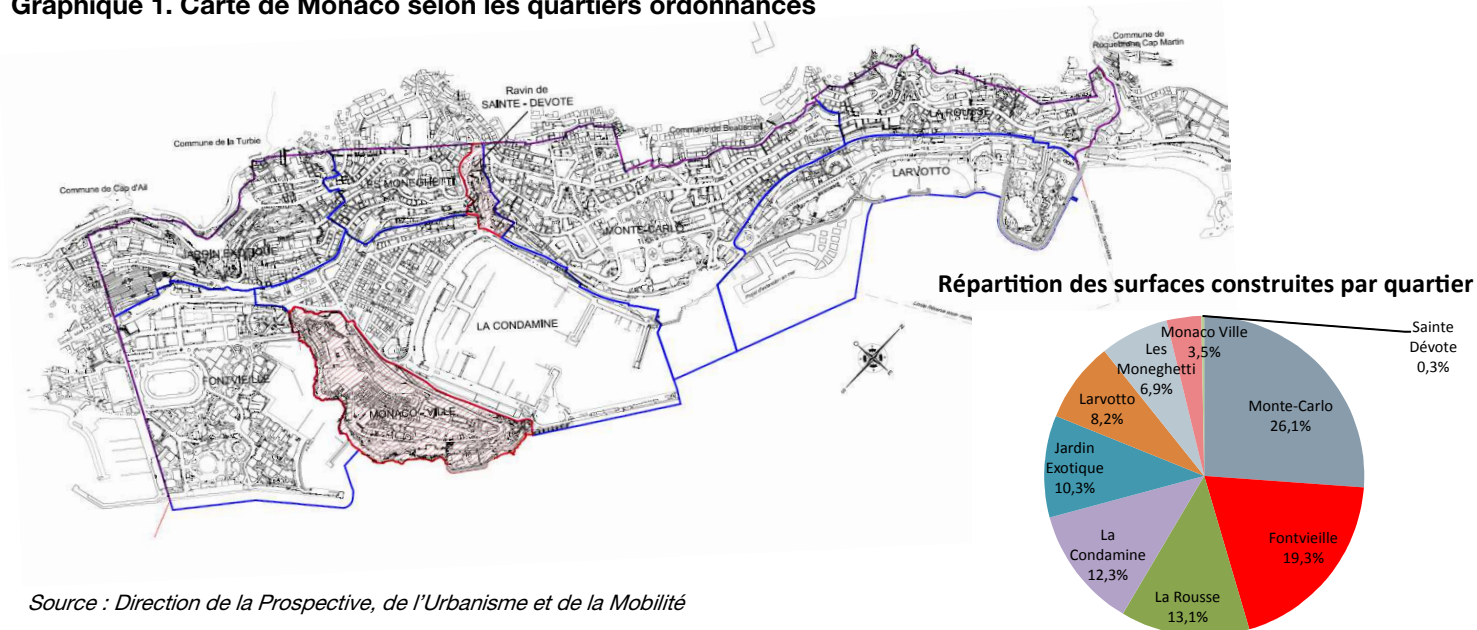 Graphique 1. Carte de Monaco selon les quartiers ordonnancés
Commune de
Roquebrune Cap Martin
Ravin de
SAINTE - DEVOTE
Commune de la Turbie
Commune de Beausoleil
LA ROUSSE
Commune de Cap d'Ail
LES MONEGHETTI
LARVOTTO
JARDIN EXOTIQUE
MONTE-CARLO
LA CONDAMINE
FONTVIEILLE
MONACO - VILLE
Répartition des surfaces construites par quartier
Sainte
Dévote
0,3%
Monaco Ville
3,5%
Les
Moneghetti
6,9%
Larvotto
8,2%
Monte-Carlo
26,1%
Jardin
Exotique
10,3%
La
Condamine
12,3%
Fontvieille
19,3%
La Rousse
13,1%
Source : Direction de la Prospective, de l'Urbanisme et de la Mobilité